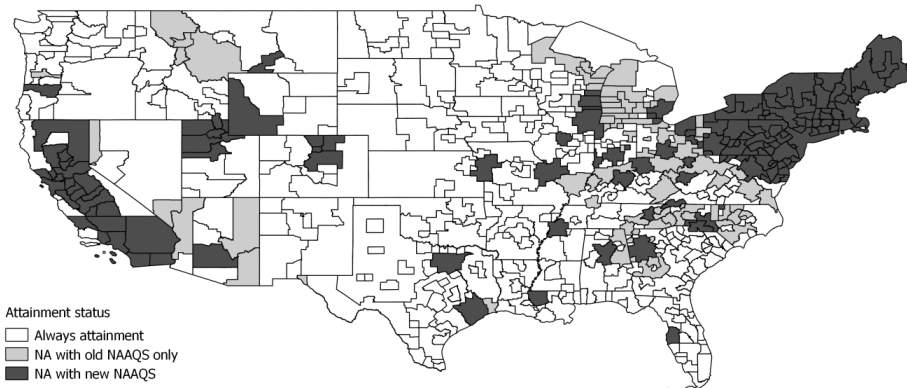 Attainment status
Always attainment
NA with old NAAQS only
NA with new NAAQS